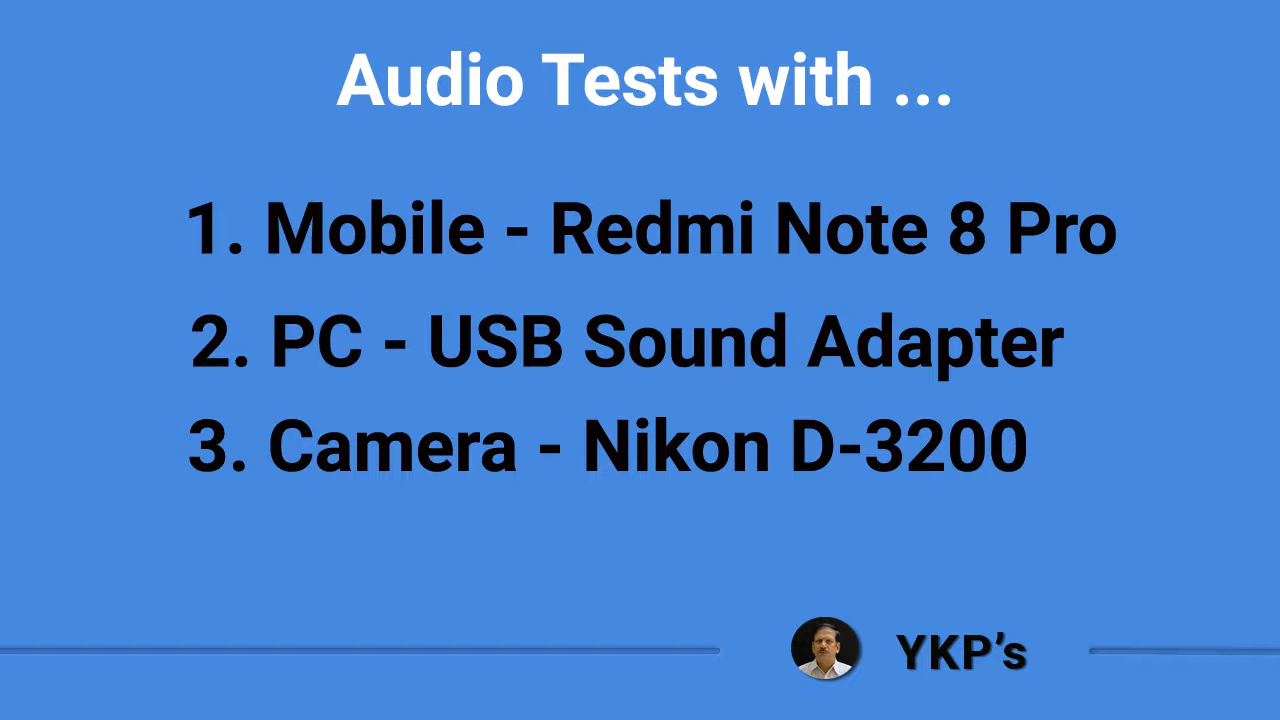 Audio Tests with ...
1. Mobile - Redmi Note 8 Pro
2. PC - USB Sound Adapter
3. Camera - Nikon D-3200
YKP’s